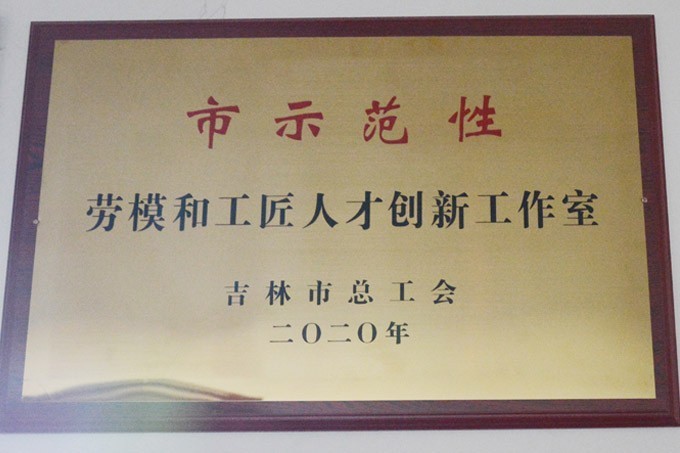 市示范性
劳模和工匠人才创新工作室
吉林市总工会
二〇二〇年